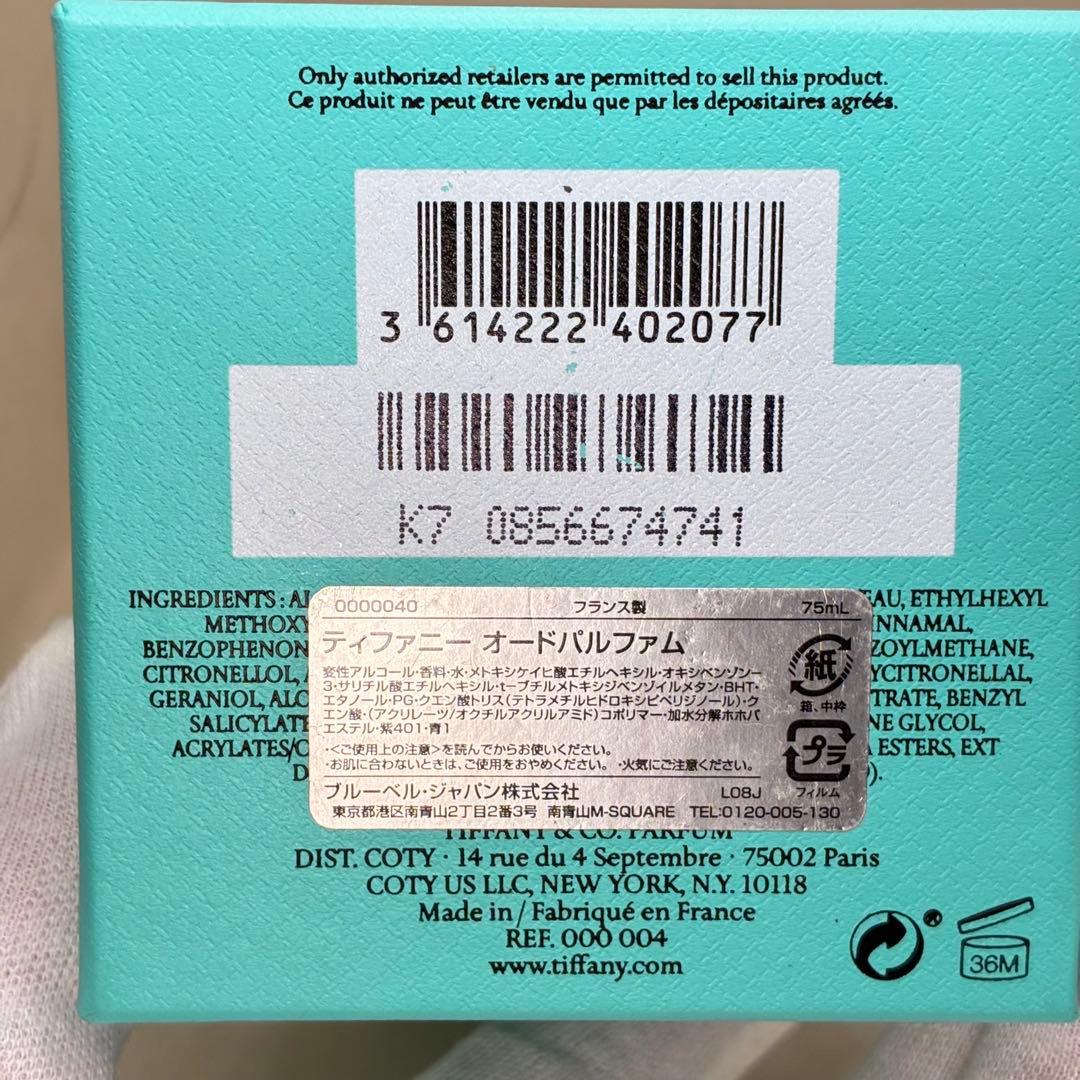 Only authorized retailers are permitted to sell this product.
Ce produit ne peut être vendu que par les dépositaires agréés.
3 614222 402077
K7 0856674741
INGREDIENTS : EAU, ETHYLHEXYL
METHOXY
BENZOPHENON ZOYLMETHANE,
CITRONELLOL, YCITRONELLAL,
GERANIOL, BENZYL
SALICYLATE GLYCOL,
ACRYLATES/ ESTERS, EXT
0000040 フランス製 75mL
ティファニー オードパルファム
変性アルコール・香料・水・メトキシケイヒ酸エチルヘキシル・オキシベンゾン-
3・サリチル酸エチルヘキシル・t-ブチルメトキシジベンゾイルメタン・BHT・
エタノール・PG・クエン酸トリス(テトラメチルヒドロキシピペリジノール)・ク
エン酸・(アクリレーツ/オクチルアクリルアミド)コポリマー・加水分解ホホバ
エステル・紫401・青1
・<ご使用上の注意>を読んでからお使いください。
・お肌に合わないときは、ご使用をおやめください。・火気にご注意ください。
紙
箱、中枠
プラ
フィルム
ブルーベル・ジャパン株式会社 L08J
東京都港区南青山2丁目2番3号 南青山M-SQUARE TEL:0120-005-130
TIFFANY & CO. PARFUM
DIST. COTY · 14 rue du 4 Septembre · 75002 Paris
COTY US LLC, NEW YORK, N.Y. 10118
Made in / Fabriqué en France
REF. 000 004
www.tiffany.com
36M